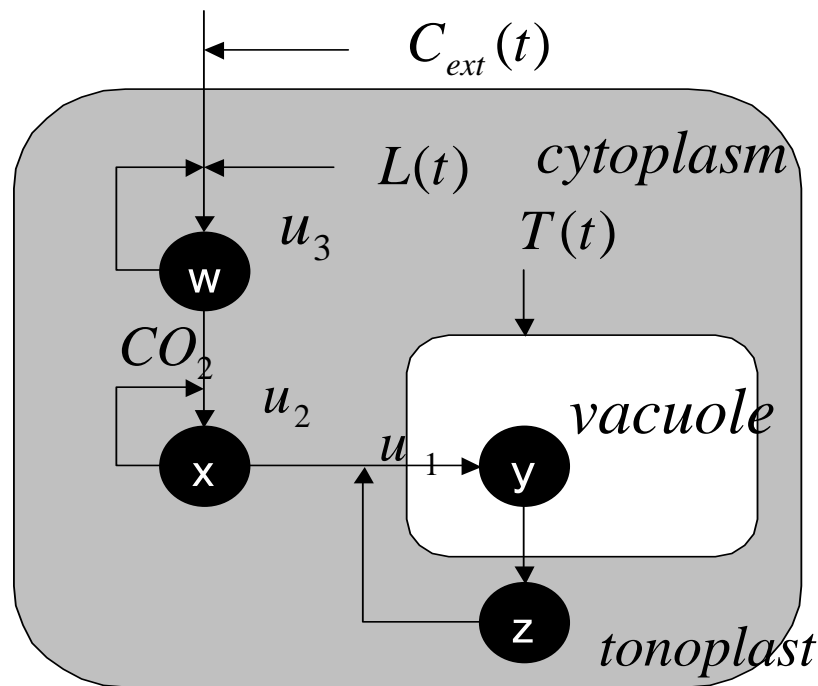 C_ext (t)
cytoplasm
L(t)
u_3
T(t)
w
CO_2
u_2
vacuole
u_1
x
y
z
tonoplast